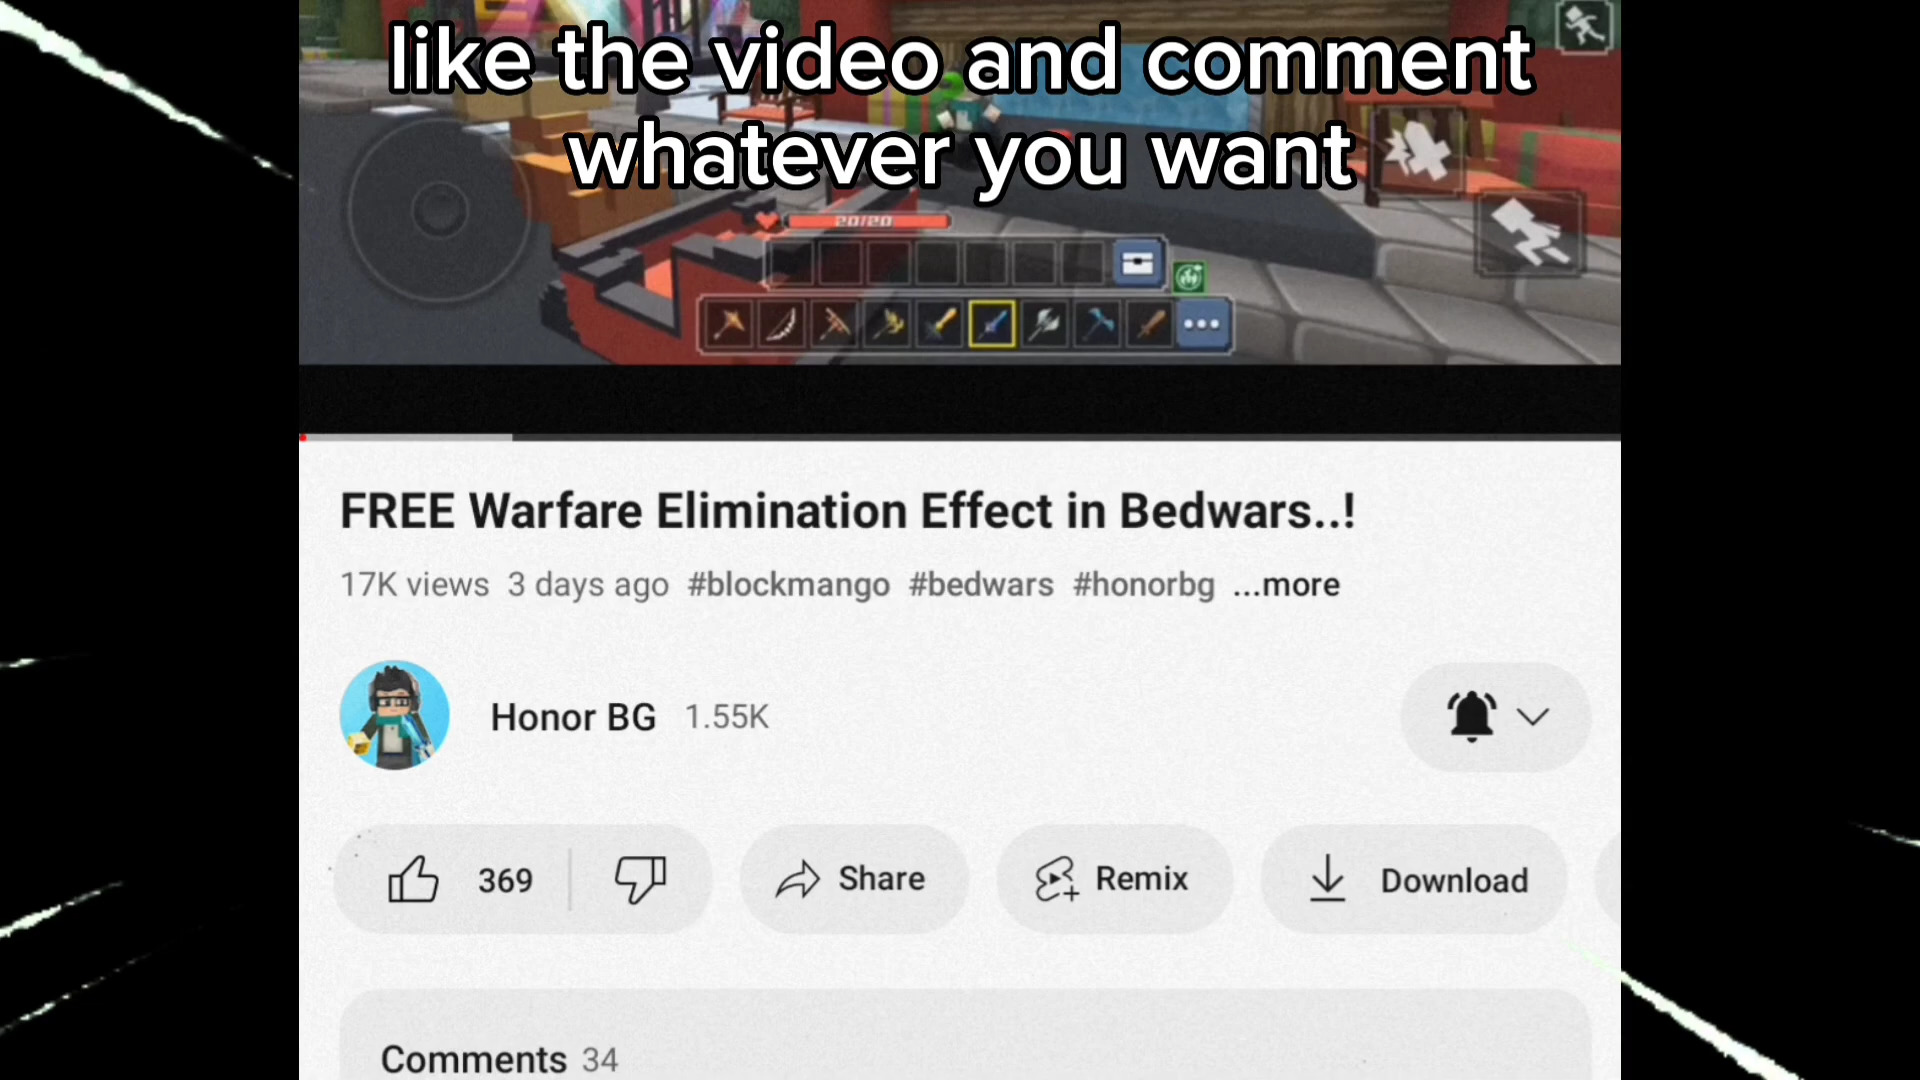 like the video and comment
whatever you want
20/20
FREE Warfare Elimination Effect in Bedwars..!
17K views 3 days ago #blockmango #bedwars #honorbg ...more
Honor BG 1.55K
369 Share Remix Download
Comments 34